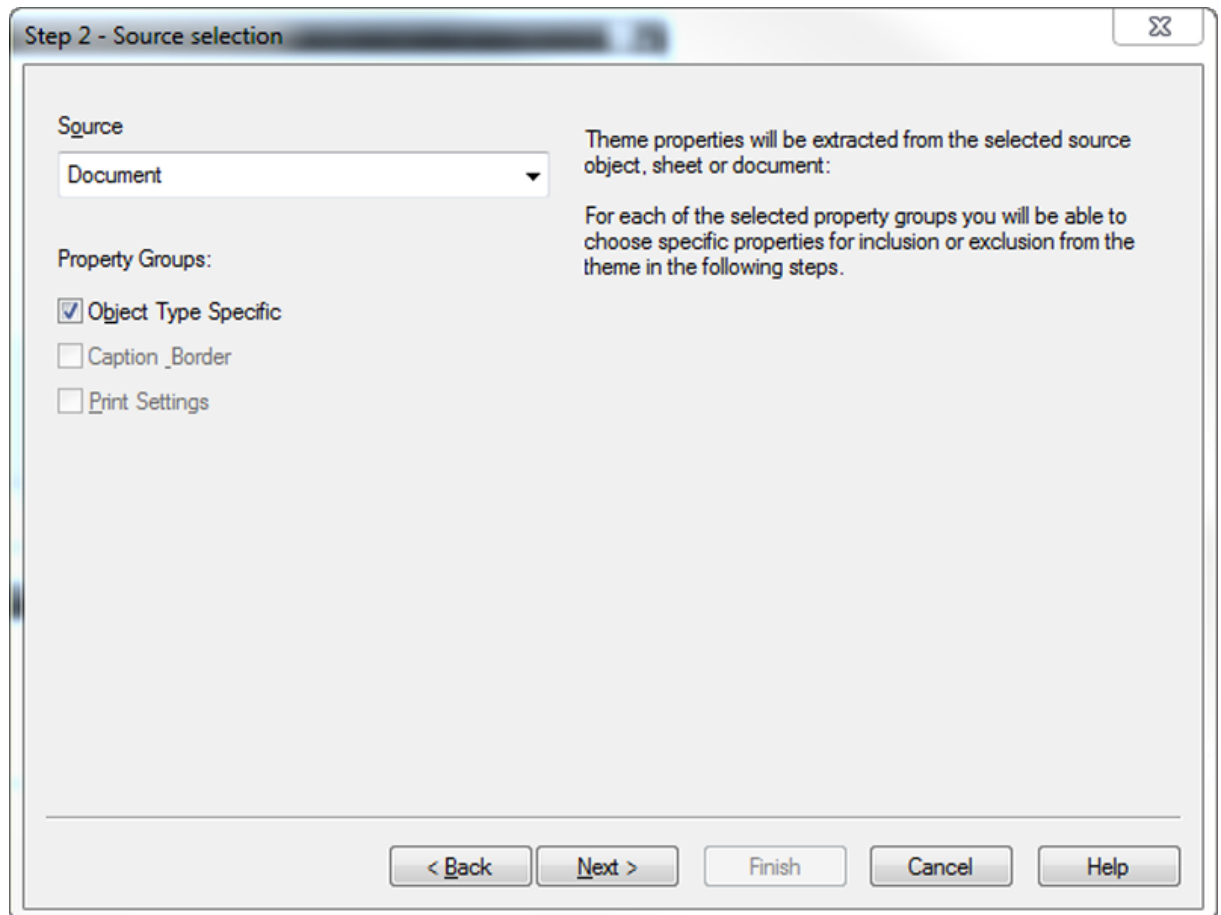 Step 2 - Source selection
Source
Document
Theme properties will be extracted from the selected source
object, sheet or document:
For each of the selected property groups you will be able to
choose specific properties for inclusion or exclusion from the
theme in the following steps.
Property Groups:
Object Type Specific
Caption _Border
Print Settings
< Back
Next >
Finish
Cancel
Help